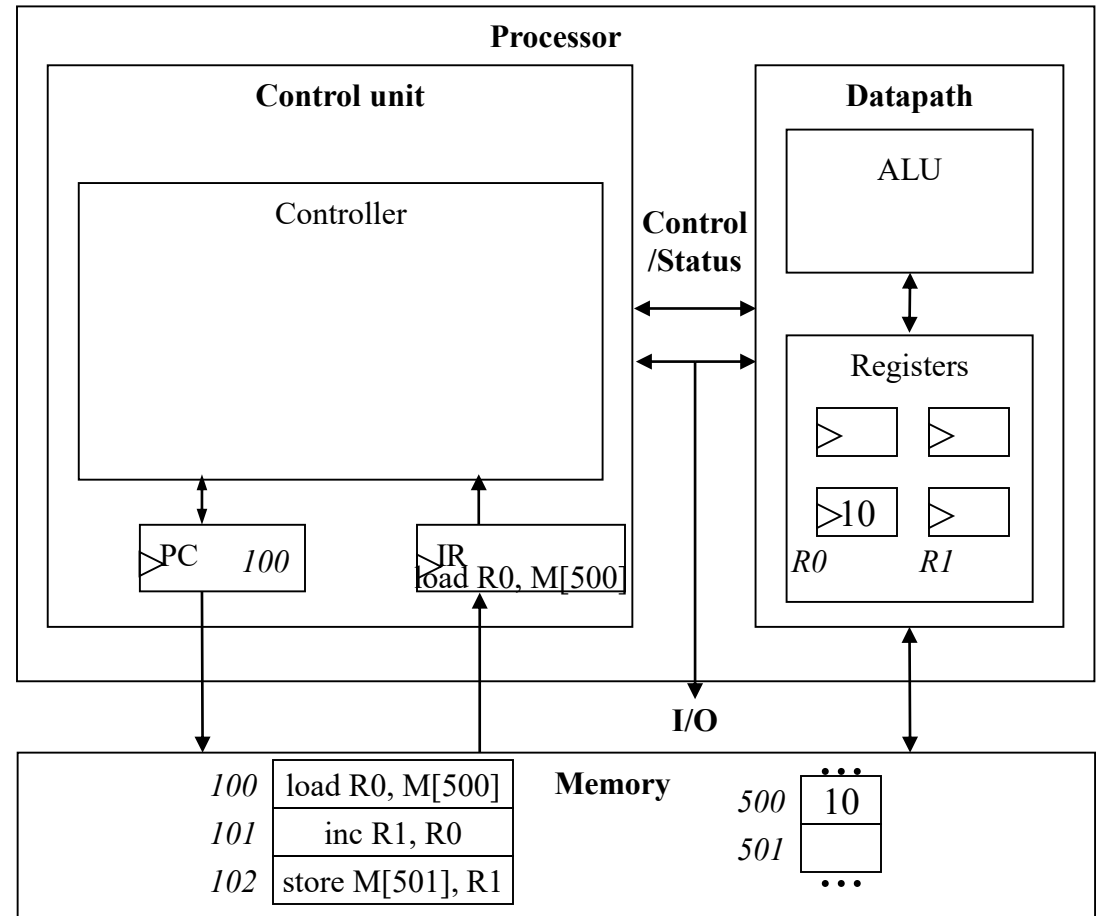 Processor
Control unit
Controller
PC 100
IR
load R0, M[500]
Control
/Status
Datapath
ALU
Registers
10
R0 R1
I/O
Memory
100 load R0, M[500]
101 inc R1, R0
102 store M[501], R1
...
500 10
501
...